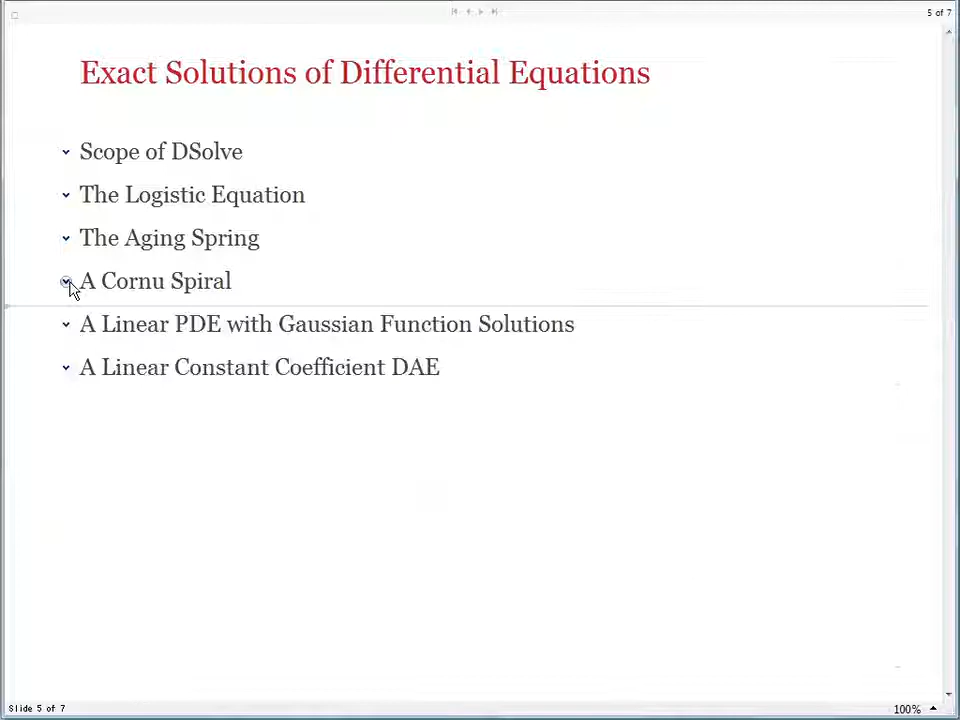 5 of 7
Exact Solutions of Differential Equations
Scope of DSolve
The Logistic Equation
The Aging Spring
A Cornu Spiral
A Linear PDE with Gaussian Function Solutions
A Linear Constant Coefficient DAE
Slide 5 of 7
100%